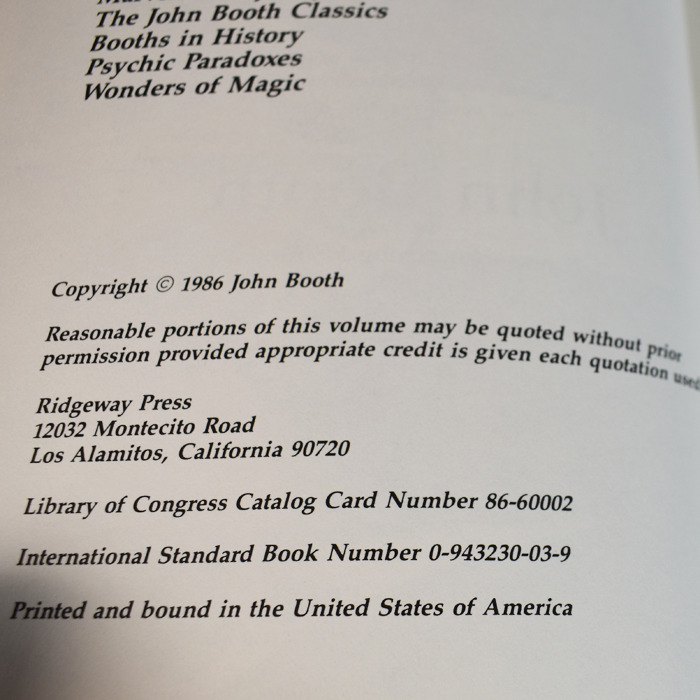 The John Booth Classics
Booths in History
Psychic Paradoxes
Wonders of Magic
Copyright © 1986 John Booth
Reasonable portions of this volume may be quoted without prior
permission provided appropriate credit is given each quotation used
Ridgeway Press
12032 Montecito Road
Los Alamitos, California 90720
Library of Congress Catalog Card Number 86-60002
International Standard Book Number 0-943230-03-9
Printed and bound in the United States of America